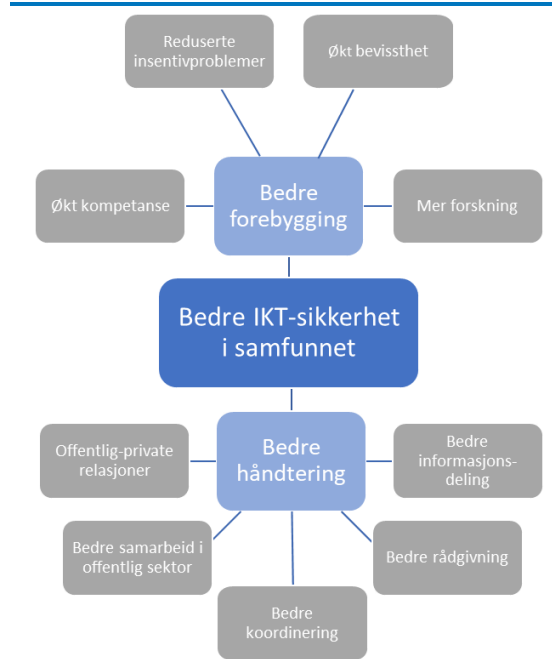 Reduserte
insentivproblemer
Økt bevissthet
Økt kompetanse
Bedre
forebygging
Mer forskning
Bedre IKT-sikkerhet
i samfunnet
Offentlig-private
relasjoner
Bedre
håndtering
Bedre
informasjons-
deling
Bedre samarbeid i
offentlig sektor
Bedre rådgivning
Bedre
koordinering